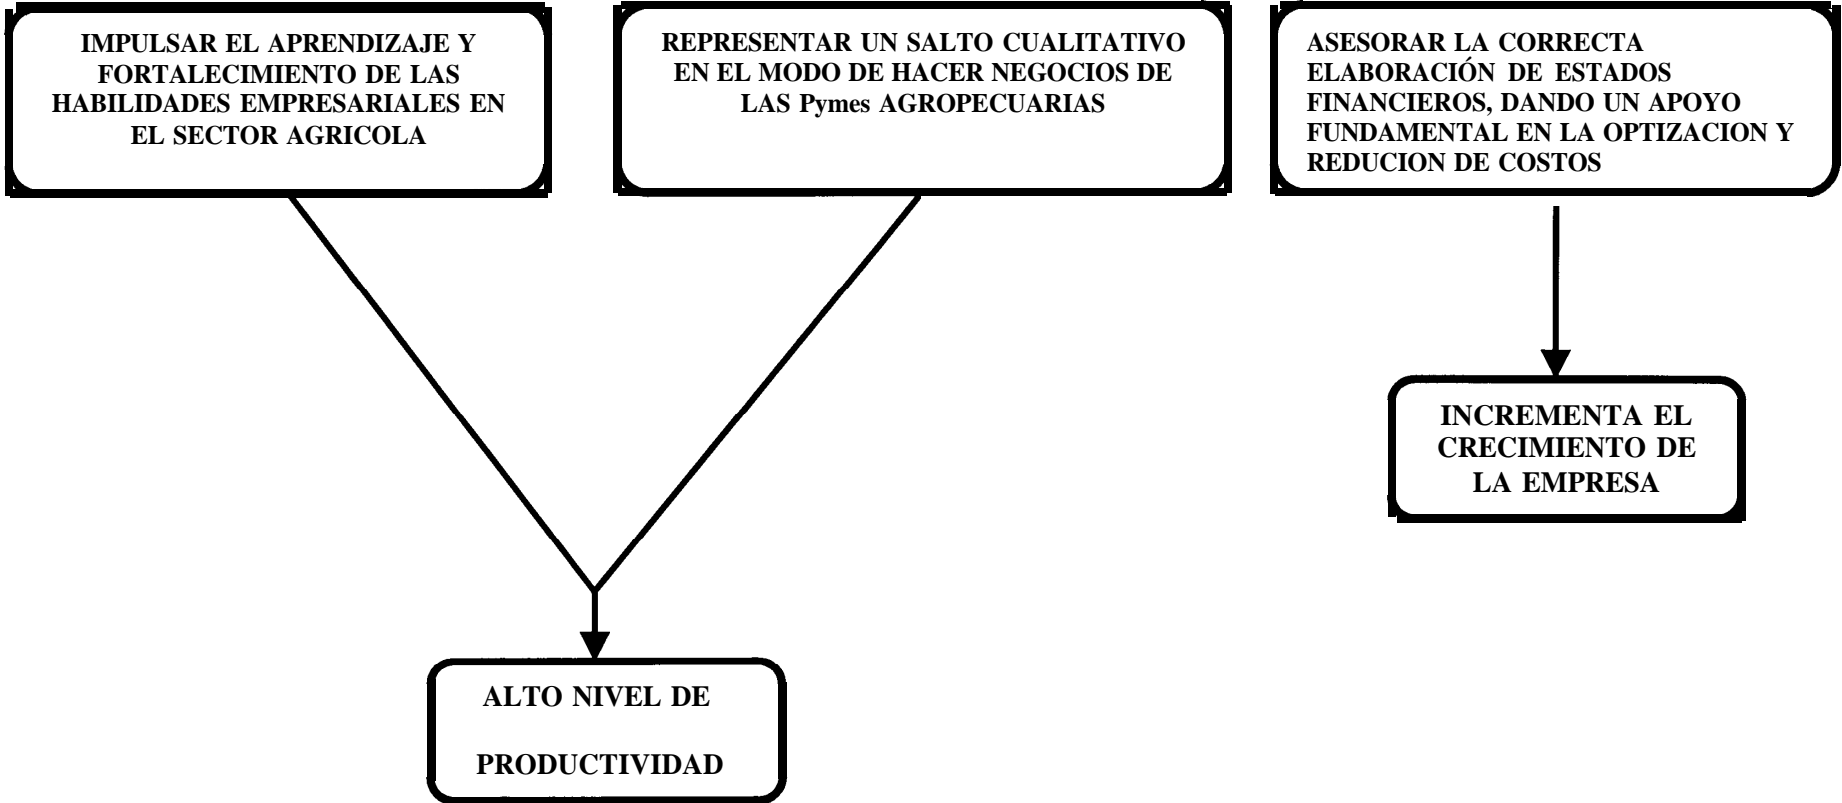 IMPULSAR EL APRENDIZAJE Y
FORTALECIMIENTO DE LAS
HABILIDADES EMPRESARIALES EN
EL SECTOR AGRICOLA
REPRESENTAR UN SALTO CUALITATIVO
EN EL MODO DE HACER NEGOCIOS DE
LAS Pymes AGROPECUARIAS
ASESORAR LA CORRECTA
ELABORACIÓN DE ESTADOS
FINANCIEROS, DANDO UN APOYO
FUNDAMENTAL EN LA OPTIZACION Y
REDUCION DE COSTOS
INCREMENTA EL
CRECIMIENTO DE
LA EMPRESA
ALTO NIVEL DE
PRODUCTIVIDAD